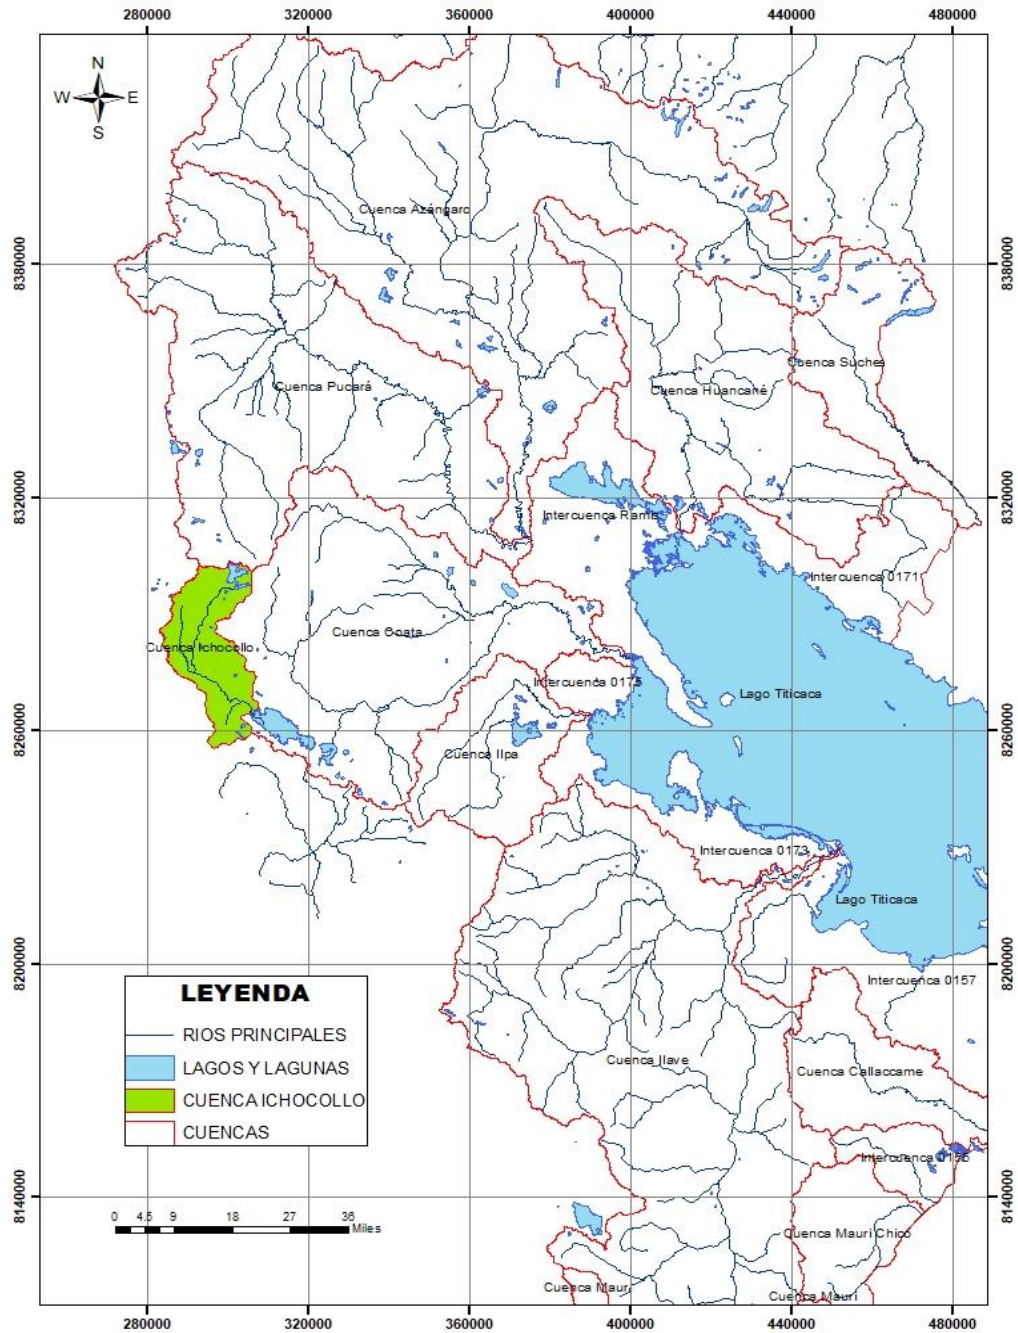 280000 320000 360000 400000 440000 480000
N
W E
S
Cuenca Azángaro
8380000 8380000
Cuenca Suches
Cuenca Pucará
Cuenca Huancané
8320000 8320000
Intercuenca Ramis
Intercuenca 0171
Cuenca Coata
Cuenca Ichocollo
Intercuenca 0175
Lago Titicaca
8260000 8260000
Cuenca Ilpa
Intercuenca 0173
Lago Titicaca
8200000 8200000
Intercuenca 0157
LEYENDA
RIOS PRINCIPALES
LAGOS Y LAGUNAS
CUENCA ICHOCOLLO
CUENCAS
Cuenca Ilave
Cuenca Callaccame
Intercuenca 0155
8140000 8140000
0 4.5 9 18 27 36
Miles
Cuenca Mauri Chico
Cuenca Mauri
Cuenca Mauri
280000 320000 360000 400000 440000 480000